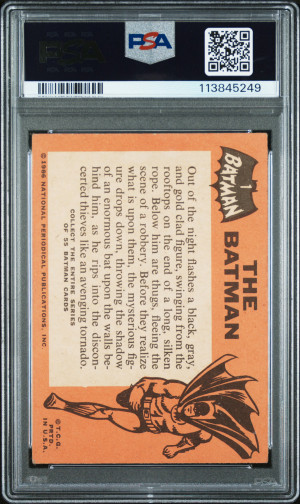 PSA
113845249
1
BATMAN
THE
BATMAN
Out of the night flashes a black, gray,
and gold clad figure, swinging from the
rooftops at the end of a long, silken
rope. Below him are thugs, fleeing the
scene of a robbery. Before they realize
what is upon them, the mysterious fig-
ure drops down, throwing the shadow
of an enormous bat upon the walls be-
hind him, as he rips into the discon-
certed thieves like an avenging tornado.
COLLECT THE ENTIRE SERIES
OF 55 BATMAN CARDS
© 1966 NATIONAL PERIODICAL PUBLICATIONS, INC
© T.C.G.
PRTD.
IN U.S.A.